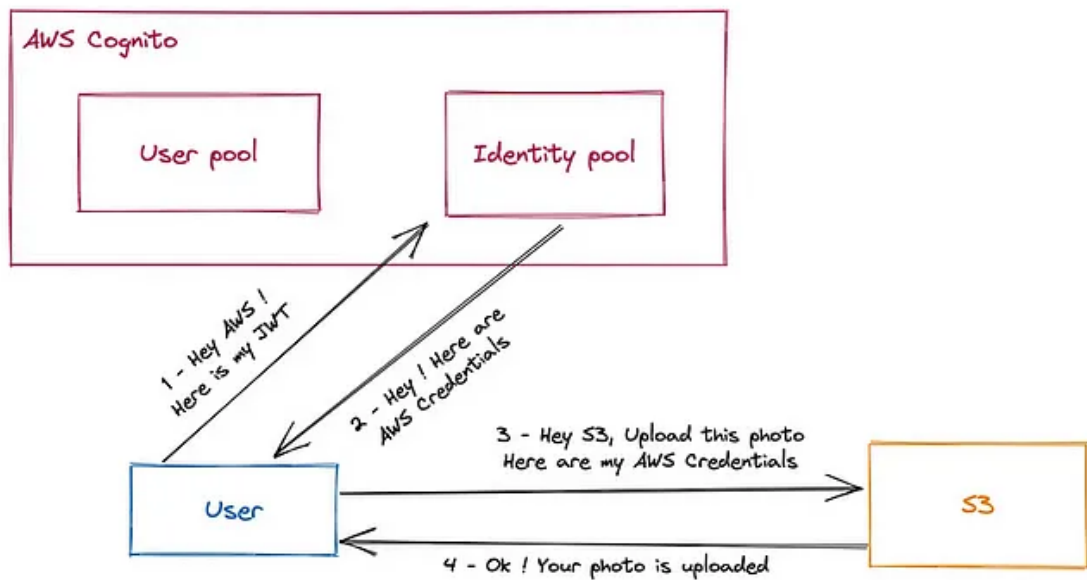 AWS Cognito
User pool
Identity pool
1 - Hey AWS !
Here is my JWT
2 - Hey ! Here are
AWS Credentials
3 - Hey S3, Upload this photo
Here are my AWS Credentials
User
S3
4 - Ok ! Your photo is uploaded